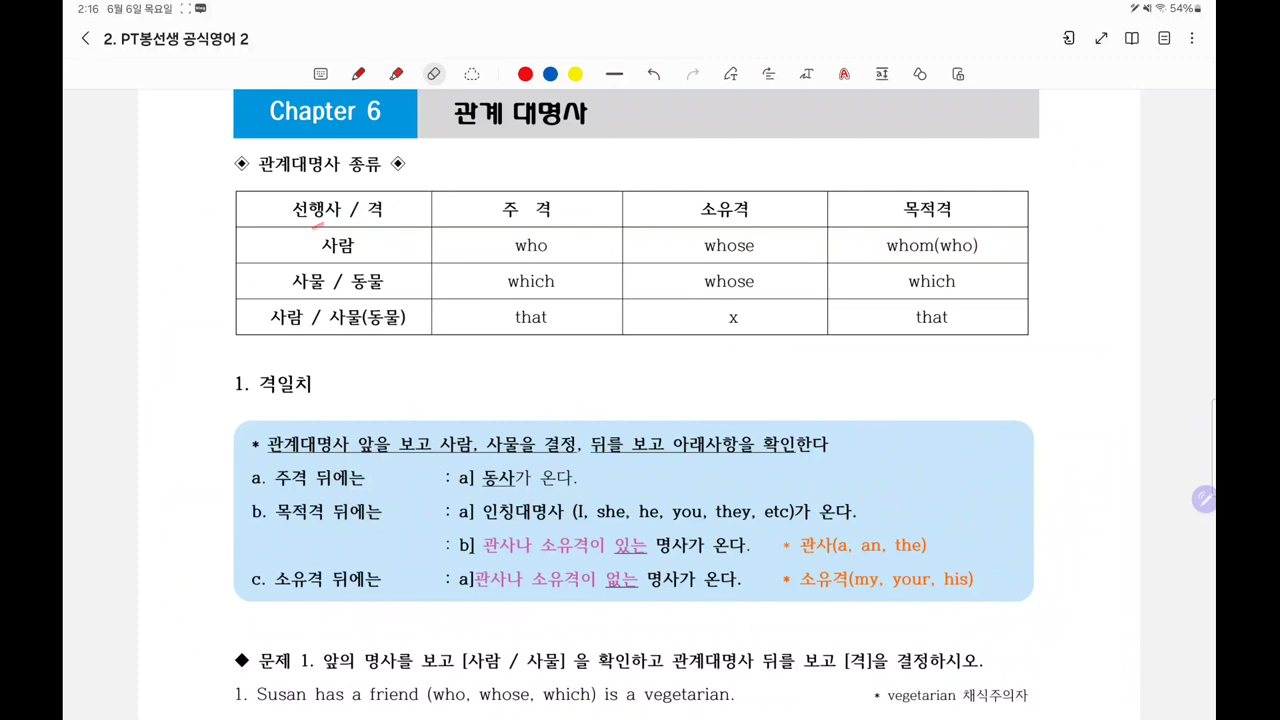 2:16 6월 6일 목요일 54%
2. PT봉선생 공식영어 2
Chapter 6 관계 대명사
◈ 관계대명사 종류 ◈
선행사 / 격 주 격 소유격 목적격
사람 who whose whom(who)
사물 / 동물 which whose which
사람 / 사물(동물) that x that
1. 격일치
* 관계대명사 앞을 보고 사람, 사물을 결정, 뒤를 보고 아래사항을 확인한다
a. 주격 뒤에는 : a] 동사가 온다.
b. 목적격 뒤에는 : a] 인칭대명사 (I, she, he, you, they, etc)가 온다.
: b] 관사나 소유격이 있는 명사가 온다. * 관사(a, an, the)
c. 소유격 뒤에는 : a]관사나 소유격이 없는 명사가 온다. * 소유격(my, your, his)
◆ 문제 1. 앞의 명사를 보고 [사람 / 사물] 을 확인하고 관계대명사 뒤를 보고 [격]을 결정하시오.
1. Susan has a friend (who, whose, which) is a vegetarian. * vegetarian 채식주의자